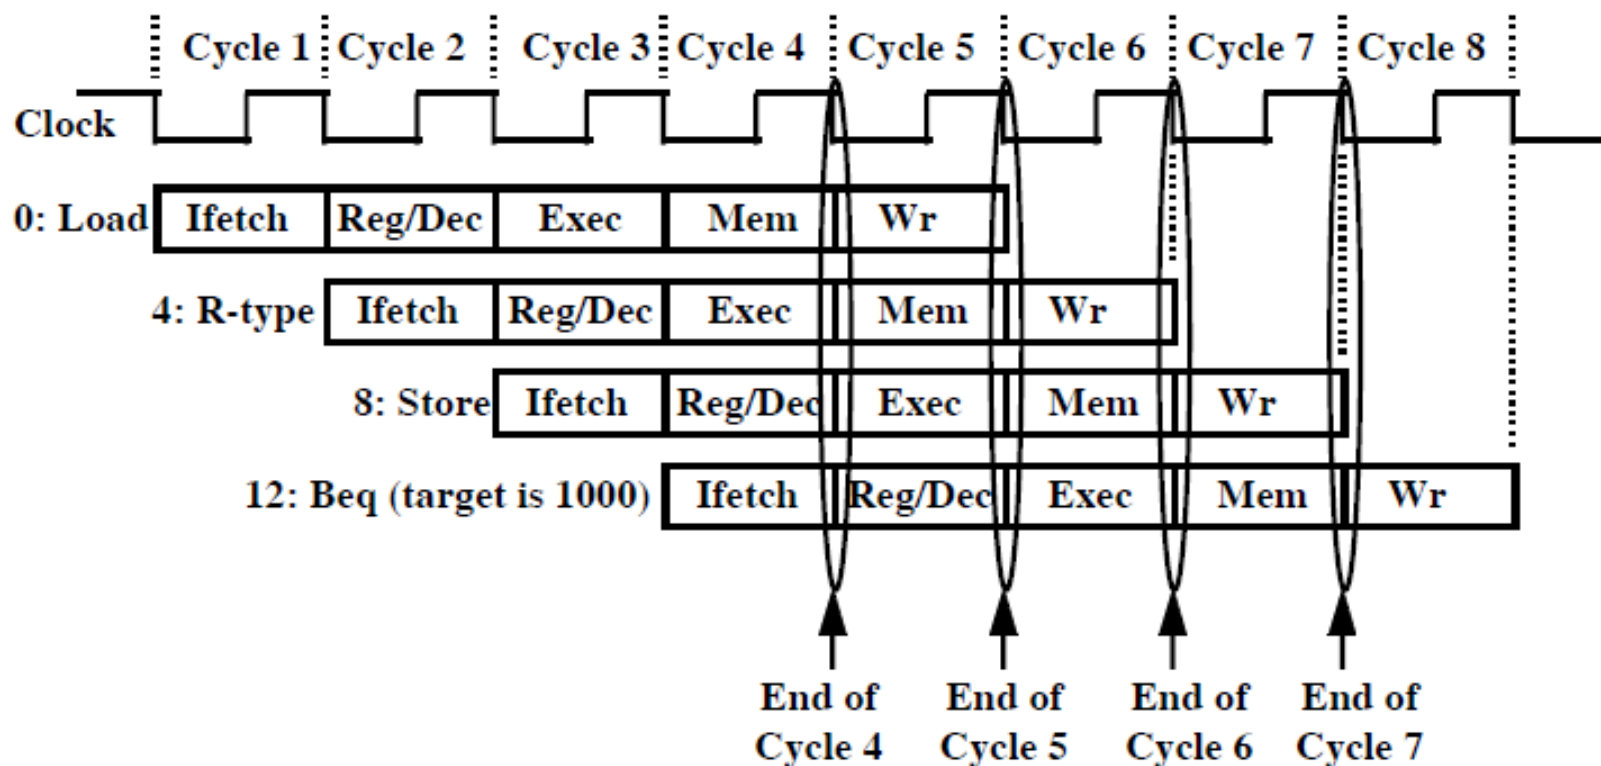 Cycle 1 Cycle 2 Cycle 3 Cycle 4 Cycle 5 Cycle 6 Cycle 7 Cycle 8
Clock
0: Load Ifetch Reg/Dec Exec Mem Wr
4: R-type Ifetch Reg/Dec Exec Mem Wr
8: Store Ifetch Reg/Dec Exec Mem Wr
12: Beq (target is 1000) Ifetch Reg/Dec Exec Mem Wr
End of End of End of End of
Cycle 4 Cycle 5 Cycle 6 Cycle 7